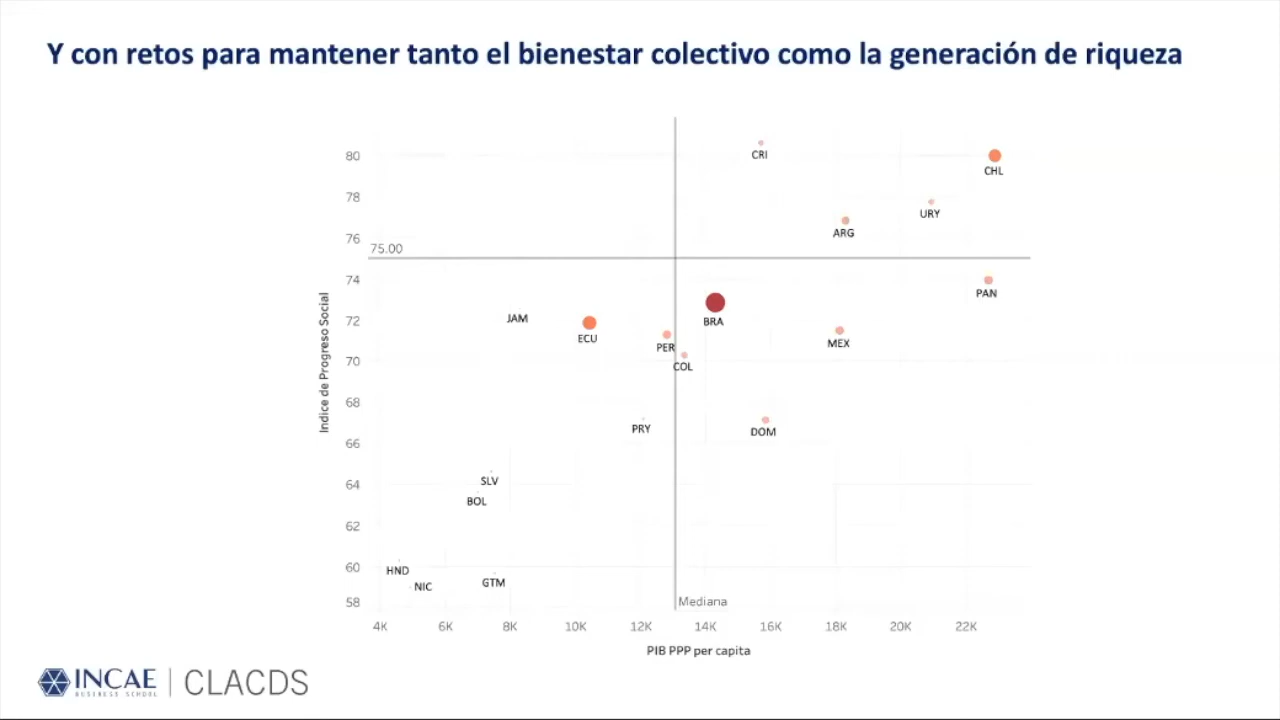 Y con retos para mantener tanto el bienestar colectivo como la generación de riqueza
80
CRI
CHL
78
URY
ARG
76
75.00
74
PAN
72
JAM
BRA
ECU
MEX
PER
COL
70
68
PRY
DOM
66
64
SLV
BOL
62
60
HND
NIC
GTM
58
Mediana
Indice de Progreso Social
4K 6K 8K 10K 12K 14K 16K 18K 20K 22K
PIB PPP per capita
INCAE
BUSINESS SCHOOL
CLACDS